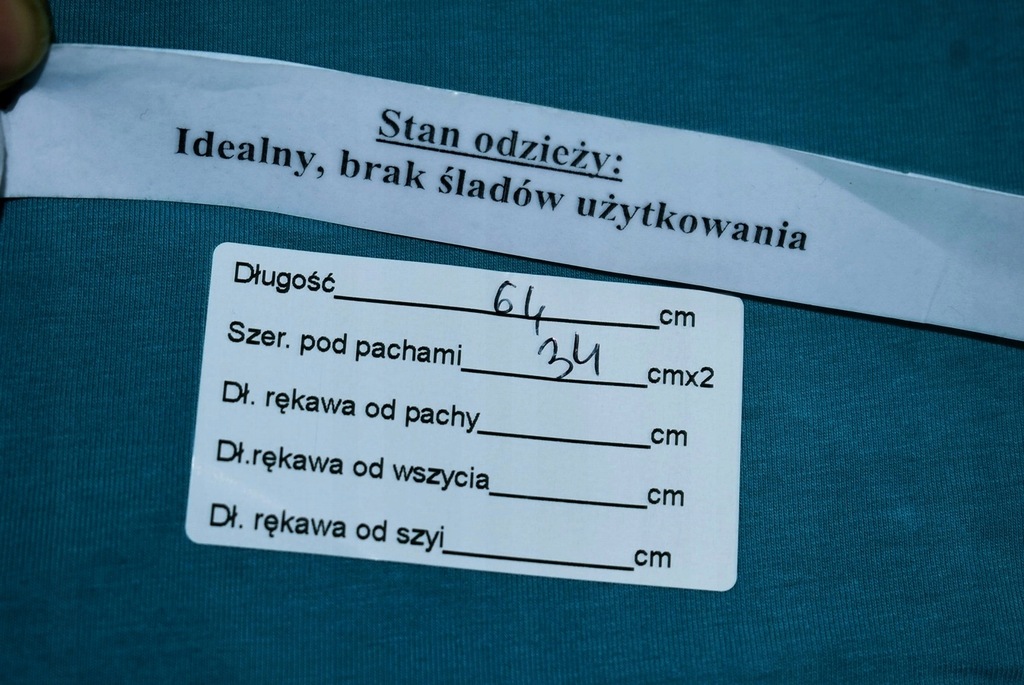 Stan odzieży:
Idealny, brak śladów użytkowania
Długość 64 cm
Szer. pod pachami 34 cmx2
Dł. rękawa od pachy cm
Dł.rękawa od wszycia cm
Dł. rękawa od szyi cm